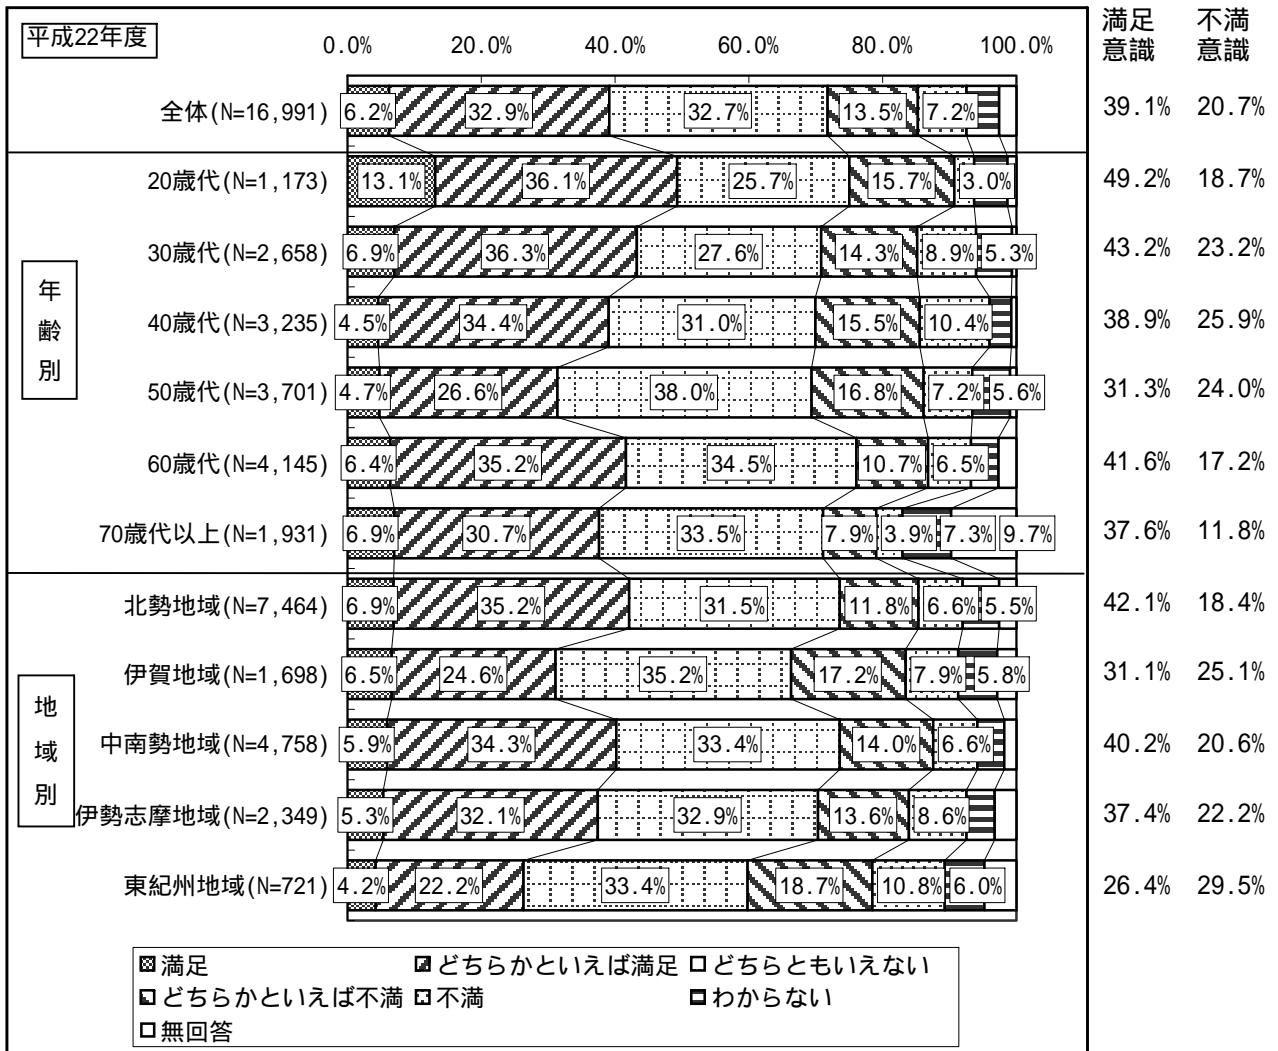 平成22年度
0.0% 20.0% 40.0% 60.0% 80.0% 100.0%
満足意識 不満意識
全体(N=16,991) 6.2% 32.9% 32.7% 13.5% 7.2% 39.1% 20.7%
年齢別
20歳代(N=1,173) 13.1% 36.1% 25.7% 15.7% 3.0% 49.2% 18.7%
30歳代(N=2,658) 6.9% 36.3% 27.6% 14.3% 8.9% 5.3% 43.2% 23.2%
40歳代(N=3,235) 4.5% 34.4% 31.0% 15.5% 10.4% 38.9% 25.9%
50歳代(N=3,701) 4.7% 26.6% 38.0% 16.8% 7.2% 5.6% 31.3% 24.0%
60歳代(N=4,145) 6.4% 35.2% 34.5% 10.7% 6.5% 41.6% 17.2%
70歳代以上(N=1,931) 6.9% 30.7% 33.5% 7.9% 3.9% 7.3% 9.7% 37.6% 11.8%
地域別
北勢地域(N=7,464) 6.9% 35.2% 31.5% 11.8% 6.6% 5.5% 42.1% 18.4%
伊賀地域(N=1,698) 6.5% 24.6% 35.2% 17.2% 7.9% 5.8% 31.1% 25.1%
中南勢地域(N=4,758) 5.9% 34.3% 33.4% 14.0% 6.6% 40.2% 20.6%
伊勢志摩地域(N=2,349) 5.3% 32.1% 32.9% 13.6% 8.6% 37.4% 22.2%
東紀州地域(N=721) 4.2% 22.2% 33.4% 18.7% 10.8% 6.0% 26.4% 29.5%
満足 どちらかといえば満足 どちらともいえない
どちらかといえば不満 不満 わからない
無回答